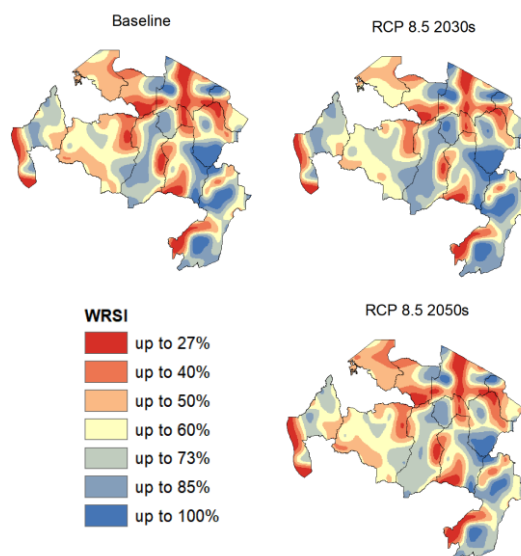 Baseline
RCP 8.5 2030s
RCP 8.5 2050s
WRSI
up to 27%
up to 40%
up to 50%
up to 60%
up to 73%
up to 85%
up to 100%